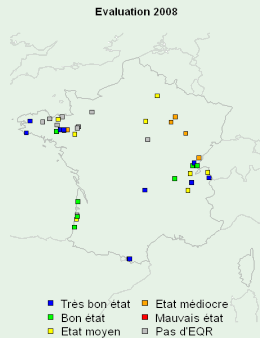 Evaluation 2008
Très bon état Etat médiocre
Bon état Mauvais état
Etat moyen Pas d'EQR